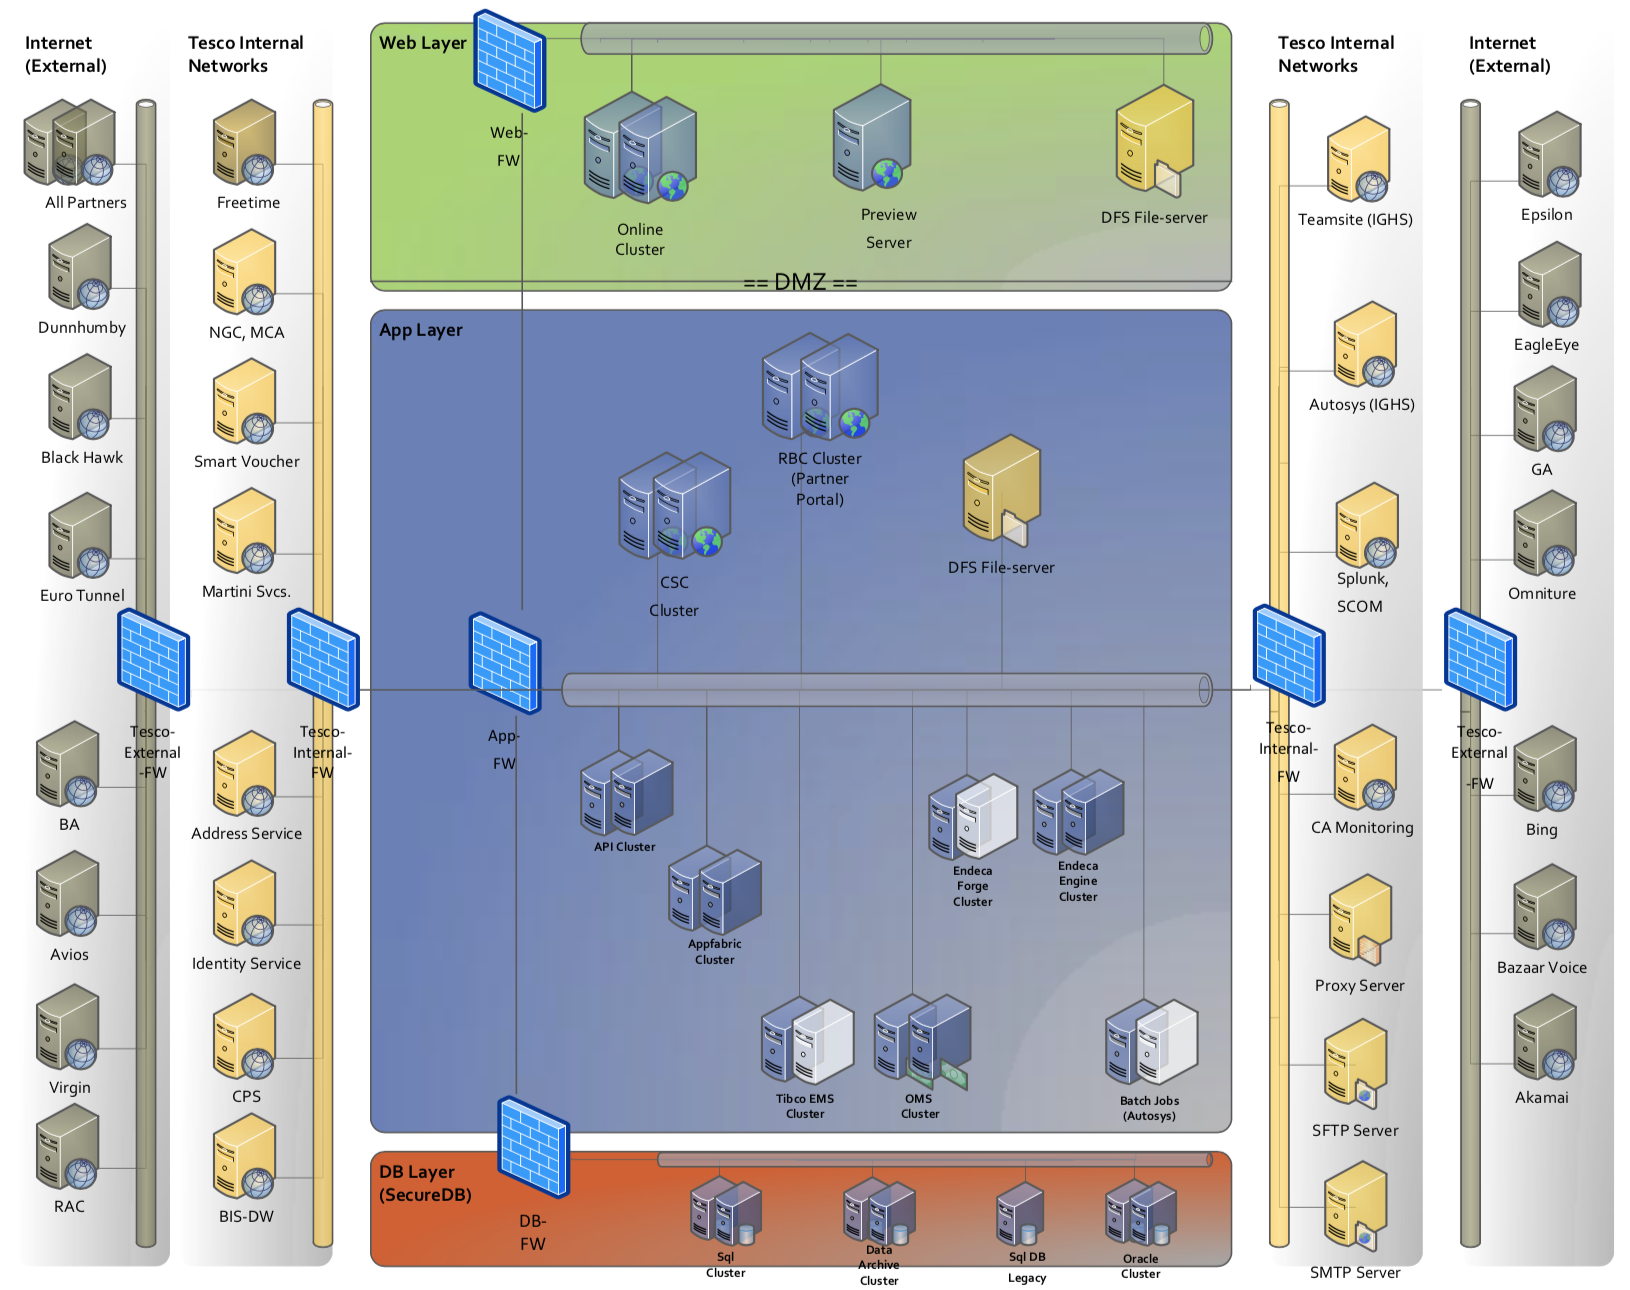 Internet
(External)
All Partners
Dunnhumby
Black Hawk
Euro Tunnel
Tesco-
External
-FW
BA
Avios
Virgin
RAC
Tesco Internal
Networks
Freetime
NGC, MCA
Smart Voucher
Martini Svcs.
Tesco-
Internal-
FW
Address Service
Identity Service
CPS
BIS-DW
Web Layer
Web-
FW
Online
Cluster
Preview
Server
DFS File-server
== DMZ ==
App Layer
RBC Cluster
(Partner
Portal)
CSC
Cluster
DFS File-server
App-
FW
API Cluster
Appfabric
Cluster
Endeca
Forge
Cluster
Endeca
Engine
Cluster
Tibco EMS
Cluster
OMS
Cluster
Batch Jobs
(Autosys)
DB Layer
(SecureDB)
DB-
FW
Sql
Cluster
Data
Archive
Cluster
Sql DB
Legacy
Oracle
Cluster
Tesco Internal
Networks
Teamsite (IGHS)
Autosys (IGHS)
Splunk,
SCOM
Tesco-
Internal-
FW
CA Monitoring
Proxy Server
SFTP Server
SMTP Server
Internet
(External)
Epsilon
EagleEye
GA
Omniture
Tesco-
External
-FW
Bing
Bazaar Voice
Akamai